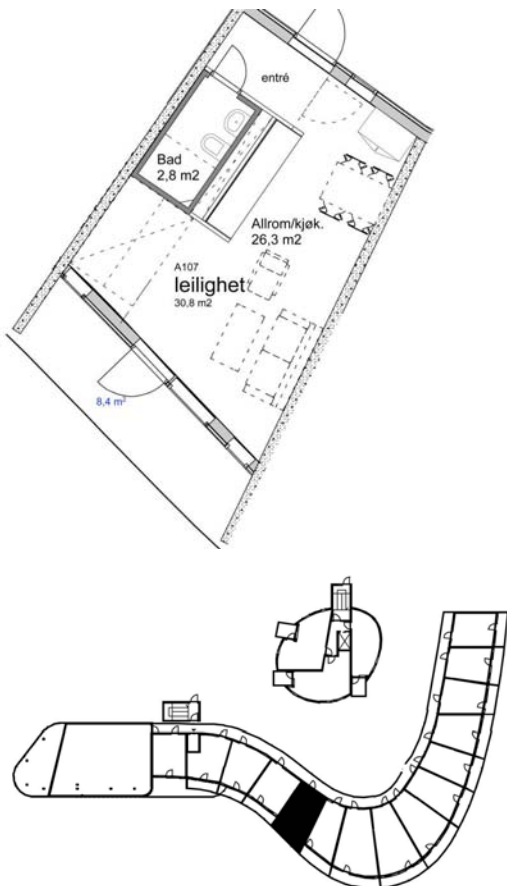 entré
Bad
2,8 m2
Allrom/kjøk.
26,3 m2
A107
leilighet
30,8 m2
8,4 m²